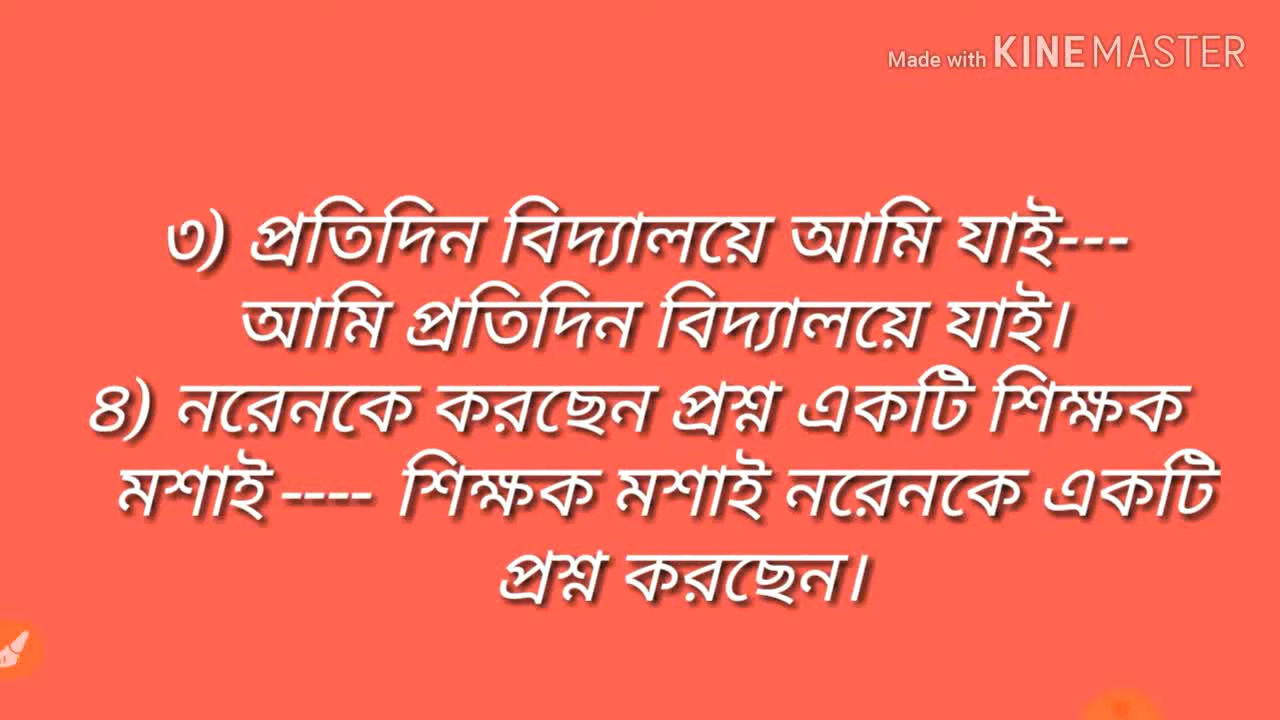 Made with KINEMASTER
৩) প্রতিদিন বিদ্যালয়ে আমি যাই---
আমি প্রতিদিন বিদ্যালয়ে যাই।
৪) নরেনকে করছেন প্রশ্ন একটি শিক্ষক
মশাই ---- শিক্ষক মশাই নরেনকে একটি
প্রশ্ন করছেন।